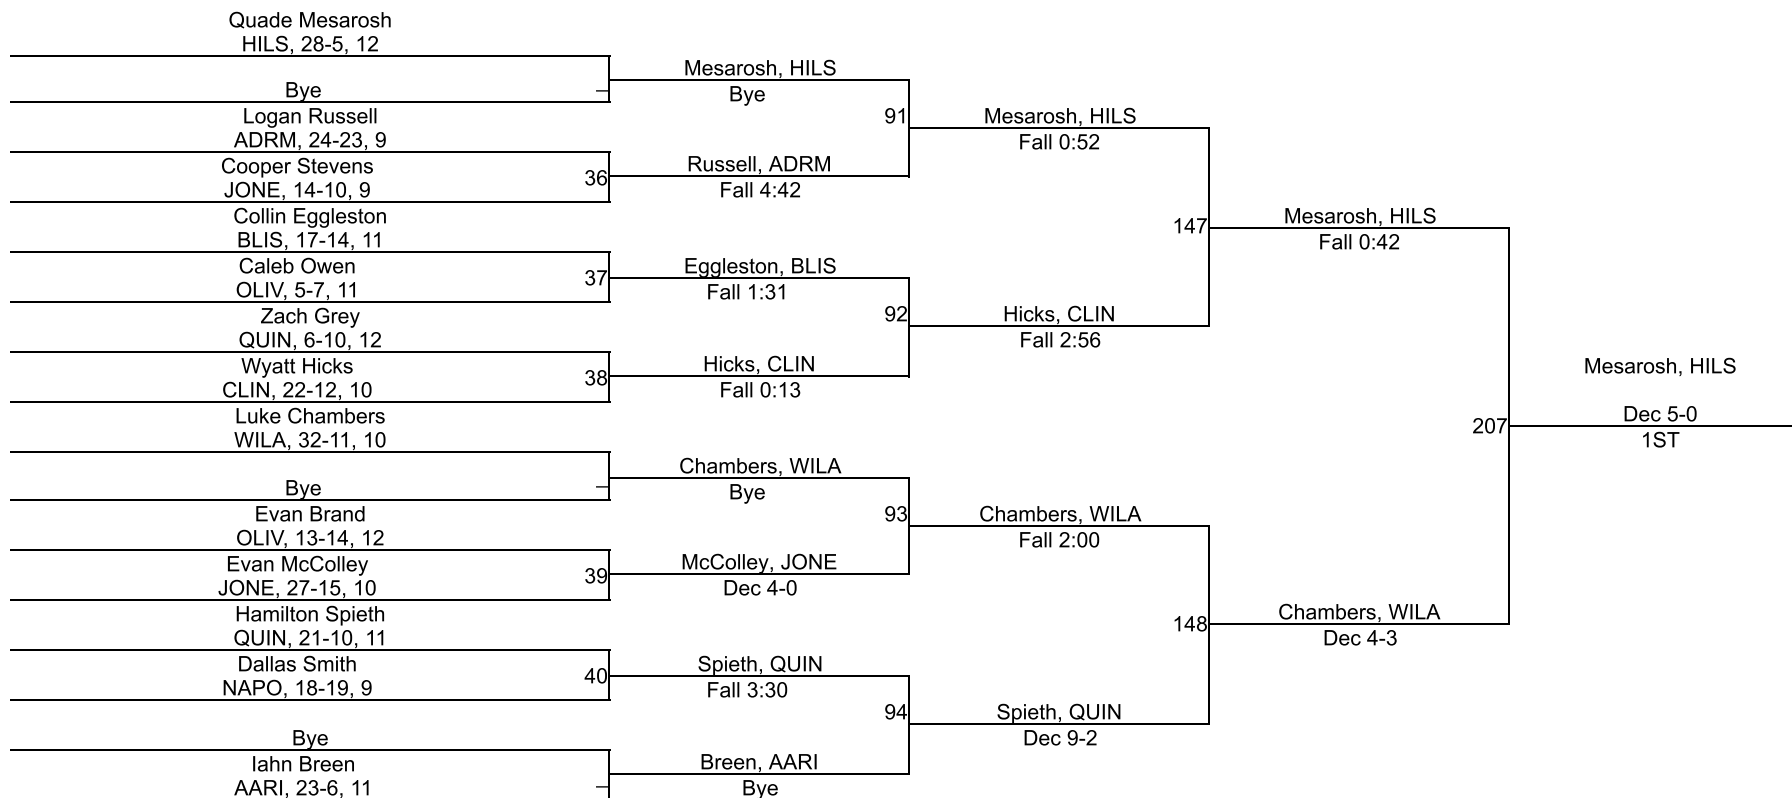 Quade Mesarosh
HILS, 28-5, 12
Bye
Logan Russell
ADRM, 24-23, 9
Cooper Stevens
JONE, 14-10, 9
36
Collin Eggleston
BLIS, 17-14, 11
Caleb Owen
OLIV, 5-7, 11
37
Zach Grey
QUIN, 6-10, 12
Wyatt Hicks
CLIN, 22-12, 10
38
Luke Chambers
WILA, 32-11, 10
Bye
Evan Brand
OLIV, 13-14, 12
Evan McColley
JONE, 27-15, 10
39
Hamilton Spieth
QUIN, 21-10, 11
Dallas Smith
NAPO, 18-19, 9
40
Bye
Iahn Breen
AARI, 23-6, 11
Mesarosh, HILS
Bye
91
Russell, ADRM
Fall 4:42
Eggleston, BLIS
Fall 1:31
92
Hicks, CLIN
Fall 0:13
Chambers, WILA
Bye
93
McColley, JONE
Dec 4-0
Spieth, QUIN
Fall 3:30
94
Breen, AARI
Bye
Mesarosh, HILS
Fall 0:52
147
Hicks, CLIN
Fall 2:56
Chambers, WILA
Fall 2:00
148
Spieth, QUIN
Dec 9-2
Mesarosh, HILS
Fall 0:42
207
Chambers, WILA
Dec 4-3
Mesarosh, HILS
Dec 5-0
1ST